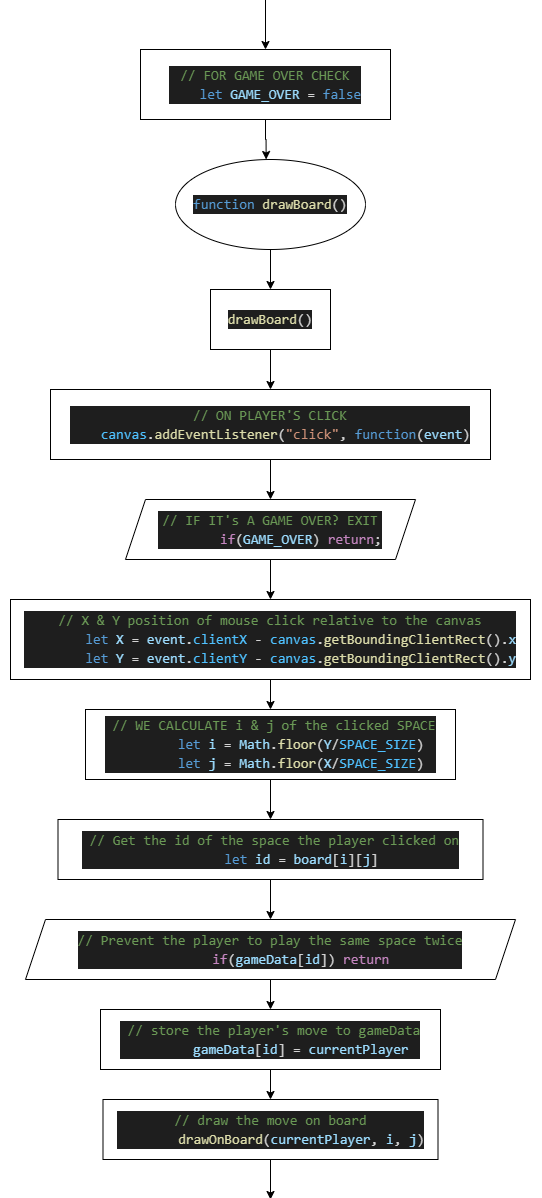 // FOR GAME OVER CHECK
let GAME_OVER = false
function drawBoard()
drawBoard()
// ON PLAYER'S CLICK
canvas.addEventListener("click", function(event)
// IF IT's A GAME OVER? EXIT
if(GAME_OVER) return;
// X & Y position of mouse click relative to the canvas
let X = event.clientX - canvas.getBoundingClientRect().x
let Y = event.clientY - canvas.getBoundingClientRect().y
// WE CALCULATE i & j of the clicked SPACE
let i = Math.floor(Y/SPACE_SIZE)
let j = Math.floor(X/SPACE_SIZE)
// Get the id of the space the player clicked on
let id = board[i][j]
// Prevent the player to play the same space twice
if(gameData[id]) return
// store the player's move to gameData
gameData[id] = currentPlayer
// draw the move on board
drawOnBoard(currentPlayer, i, j)